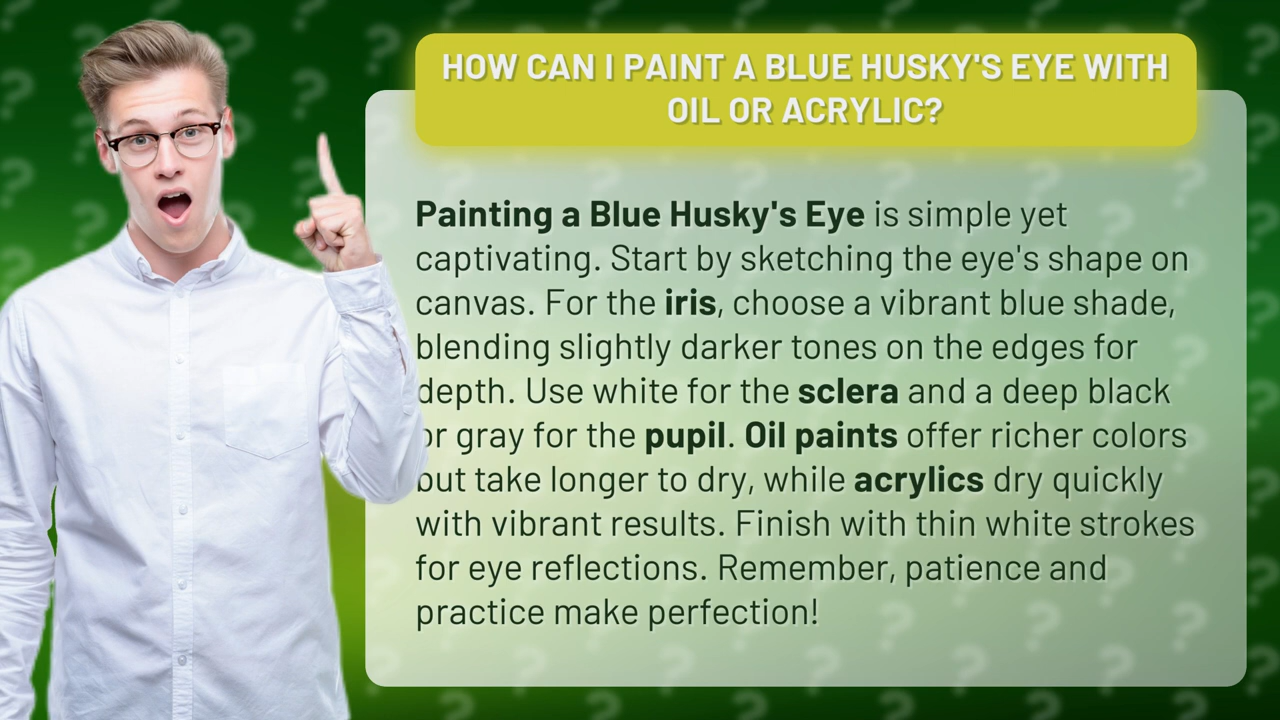 HOW CAN I PAINT A BLUE HUSKY'S EYE WITH
OIL OR ACRYLIC?
Painting a Blue Husky's Eye is simple yet
captivating. Start by sketching the eye's shape on
canvas. For the iris, choose a vibrant blue shade,
blending slightly darker tones on the edges for
depth. Use white for the sclera and a deep black
or gray for the pupil. Oil paints offer richer colors
but take longer to dry, while acrylics dry quickly
with vibrant results. Finish with thin white strokes
for eye reflections. Remember, patience and
practice make perfection!